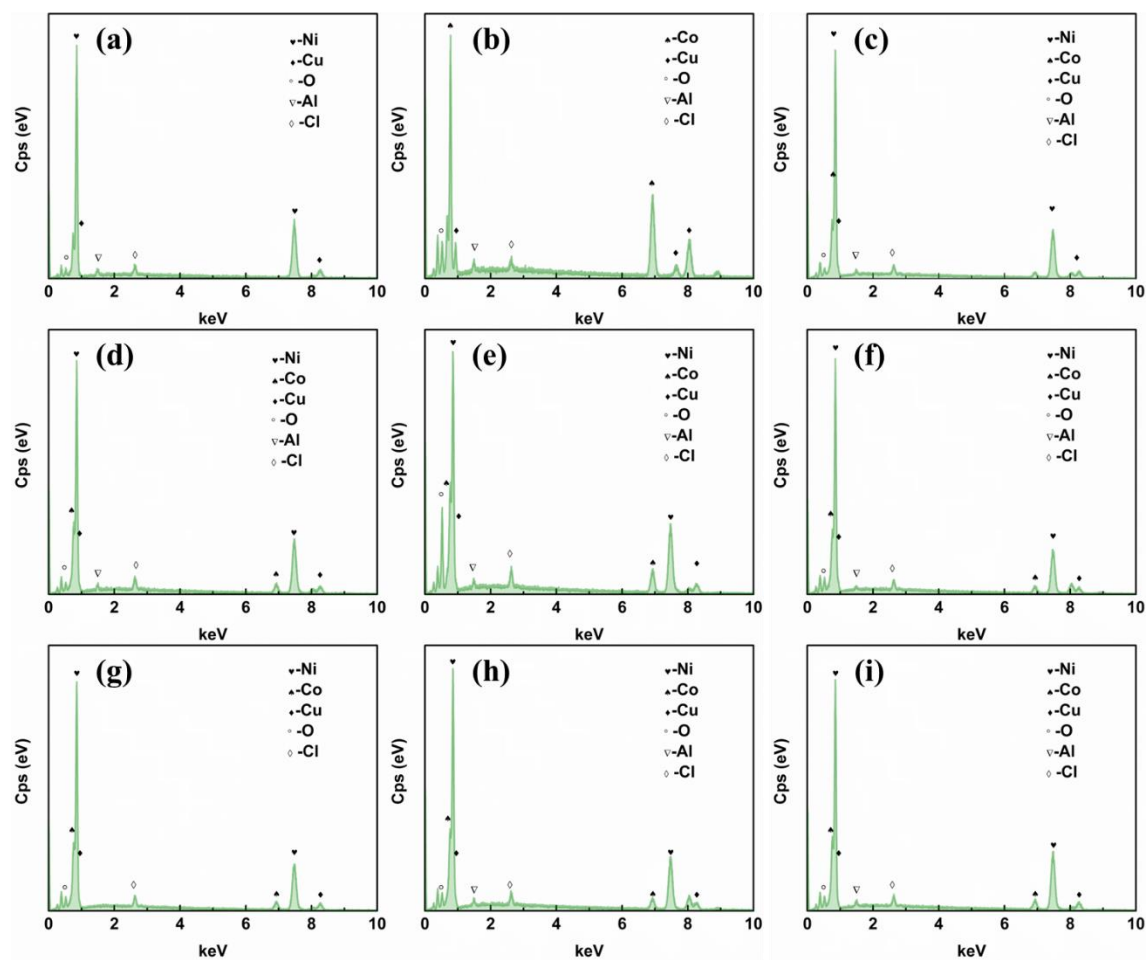 (a)
-Ni
-Cu
-O
-Al
-Cl
Cps (eV)
0 2 4 6 8 10
keV
(b)
-Co
-Cu
-O
-Al
-Cl
Cps (eV)
0 2 4 6 8 10
keV
(c)
-Ni
-Co
-Cu
-O
-Al
-Cl
Cps (eV)
0 2 4 6 8 10
keV
(d)
-Ni
-Co
-Cu
-O
-Al
-Cl
Cps (eV)
0 2 4 6 8 10
keV
(e)
-Ni
-Co
-Cu
-O
-Al
-Cl
Cps (eV)
0 2 4 6 8 10
keV
(f)
-Ni
-Co
-Cu
-O
-Al
-Cl
Cps (eV)
0 2 4 6 8 10
keV
(g)
-Ni
-Co
-Cu
-O
-Cl
Cps (eV)
0 2 4 6 8 10
keV
(h)
-Ni
-Co
-Cu
-O
-Al
-Cl
Cps (eV)
0 2 4 6 8 10
keV
(i)
-Ni
-Co
-Cu
-O
-Al
-Cl
Cps (eV)
0 2 4 6 8 10
keV